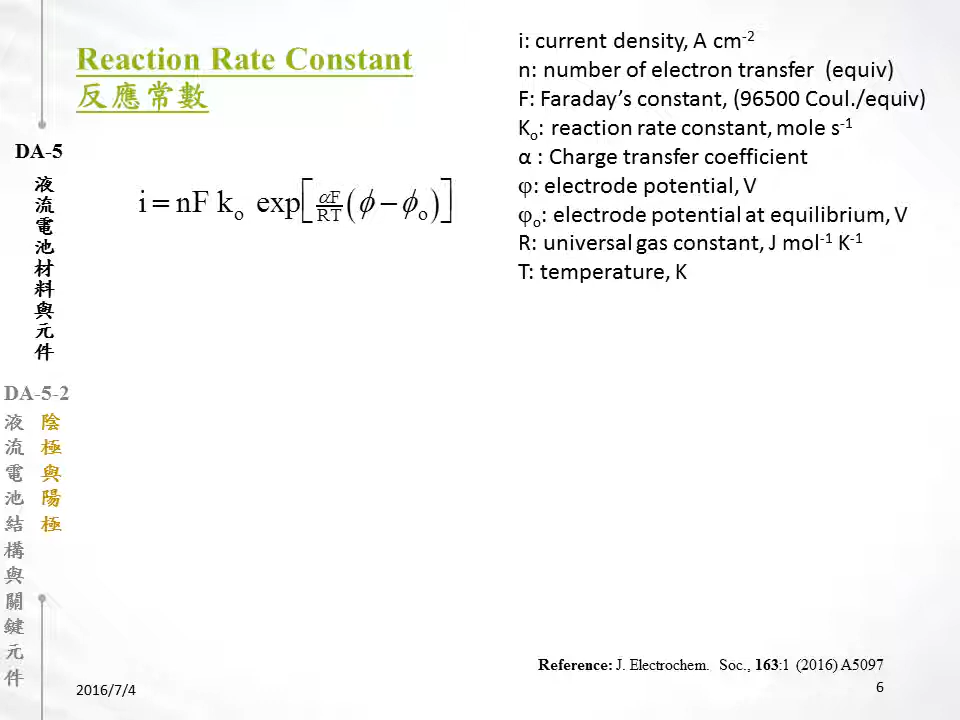 Reaction Rate Constant
反應常數
DA-5
液流電池材料與元件
DA-5-2
液流電池結構與關鍵元件
陰極與陽極
i = nF kₒ exp[αF/RT (ϕ − ϕₒ)]
i: current density, A cm⁻²
n: number of electron transfer (equiv)
F: Faraday’s constant, (96500 Coul./equiv)
Kₒ: reaction rate constant, mole s⁻¹
α : Charge transfer coefficient
φ: electrode potential, V
φₒ: electrode potential at equilibrium, V
R: universal gas constant, J mol⁻¹ K⁻¹
T: temperature, K
Reference: J. Electrochem. Soc., 163:1 (2016) A5097
2016/7/4
6